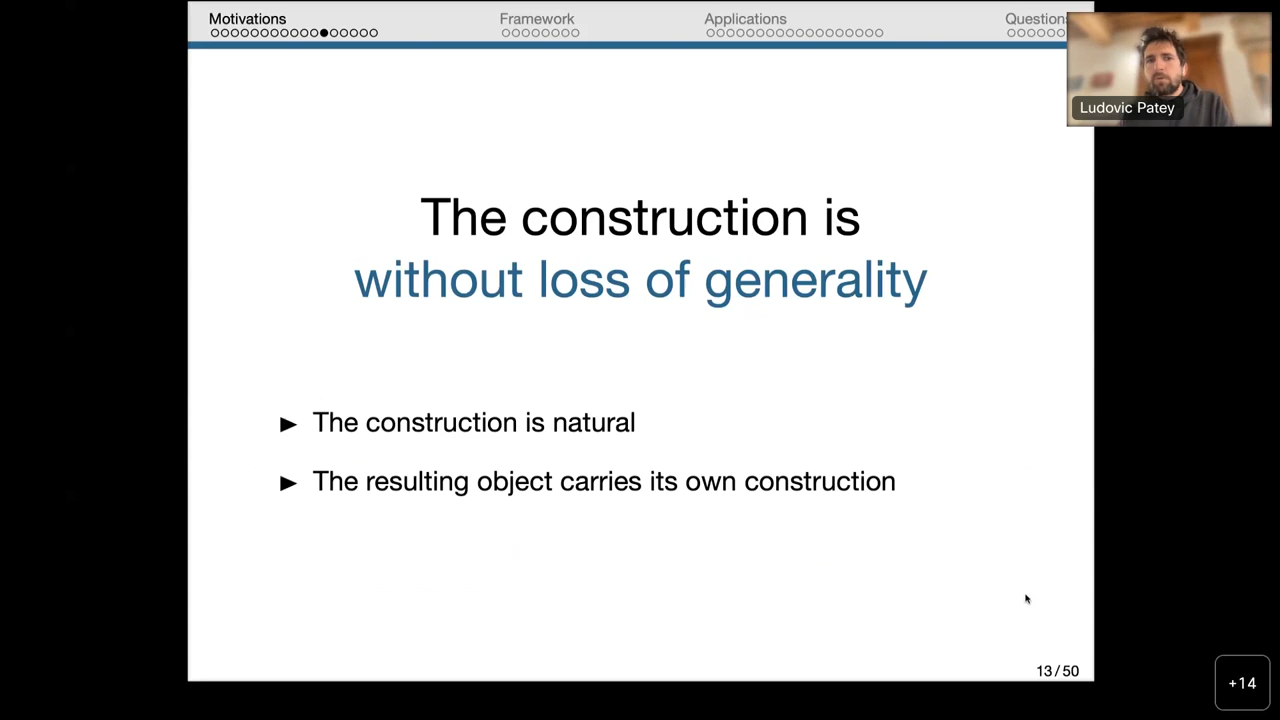 Motivations
Framework
Applications
Question
Ludovic Patey
The construction is
without loss of generality
► The construction is natural
► The resulting object carries its own construction
13/50
+14